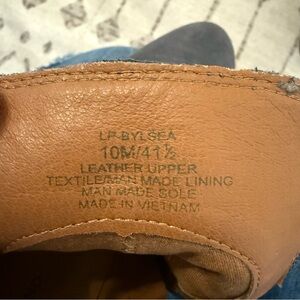 LP-BYLSEA
10M/41½
LEATHER UPPER
TEXTILE/MAN MADE LINING
MAN MADE SOLE
MADE IN VIETNAM